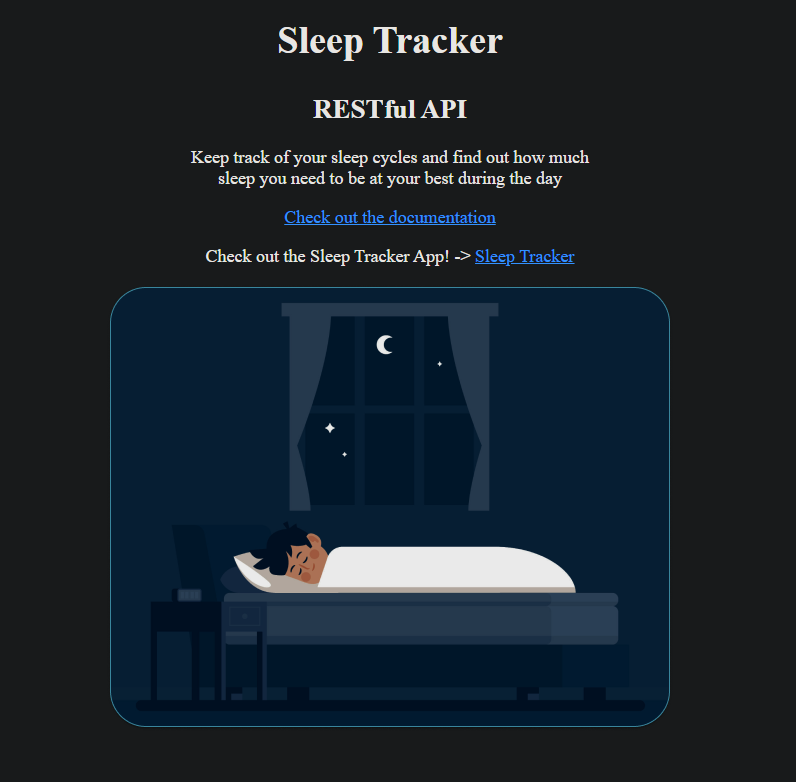 Sleep Tracker
RESTful API
Keep track of your sleep cycles and find out how much
sleep you need to be at your best during the day
Check out the documentation
Check out the Sleep Tracker App! -> Sleep Tracker